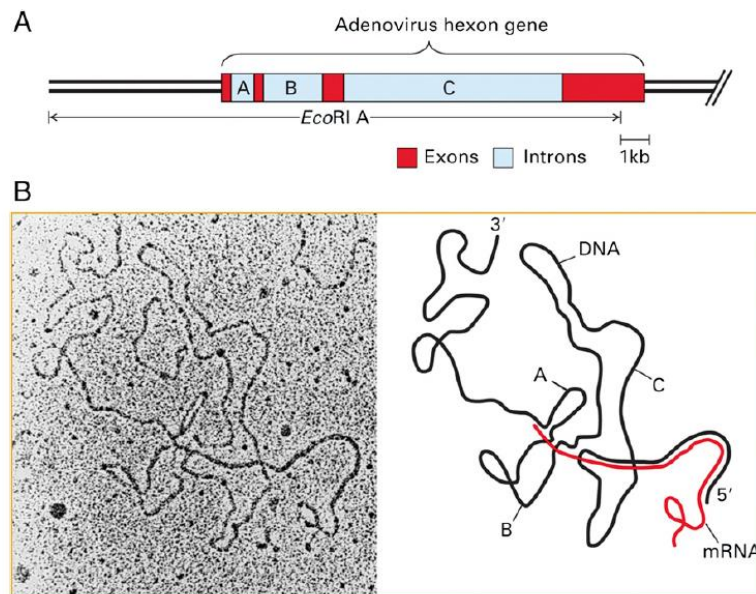 A
Adenovirus hexon gene
A B C
EcoRI A
1kb
Exons Introns
B
3′
DNA
A
C
B
5′
mRNA